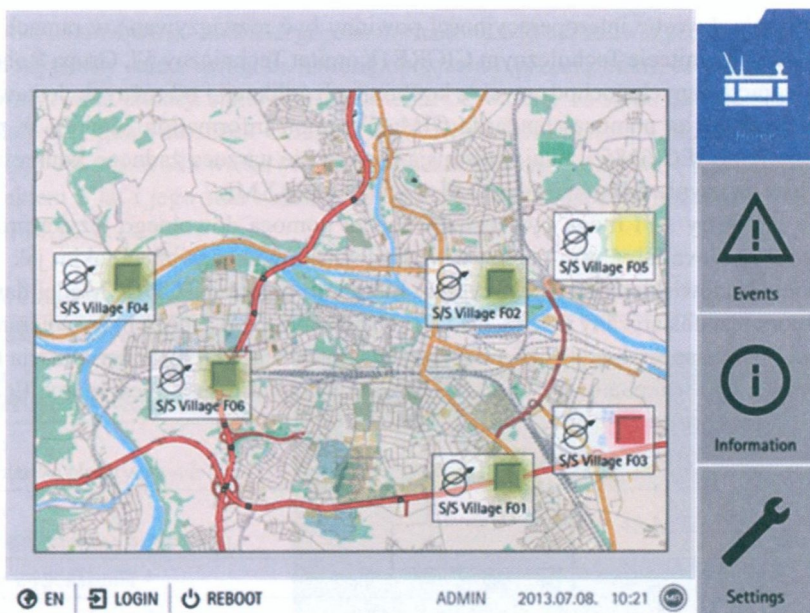 Home
S/S Village F05
S/S Village F04
S/S Village F02
Events
S/S Village F06
Information
S/S Village F03
S/S Village F01
Settings
EN LOGIN REBOOT ADMIN 2013.07.08. 10:21